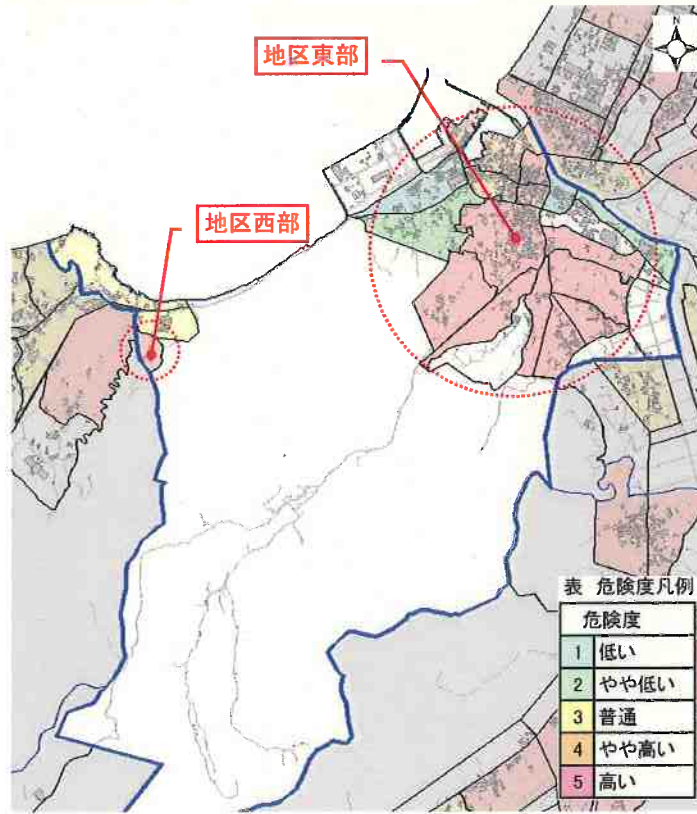 N
地区東部
地区西部
表 危険度凡例
危険度
1 低い
2 やや低い
3 普通
4 やや高い
5 高い